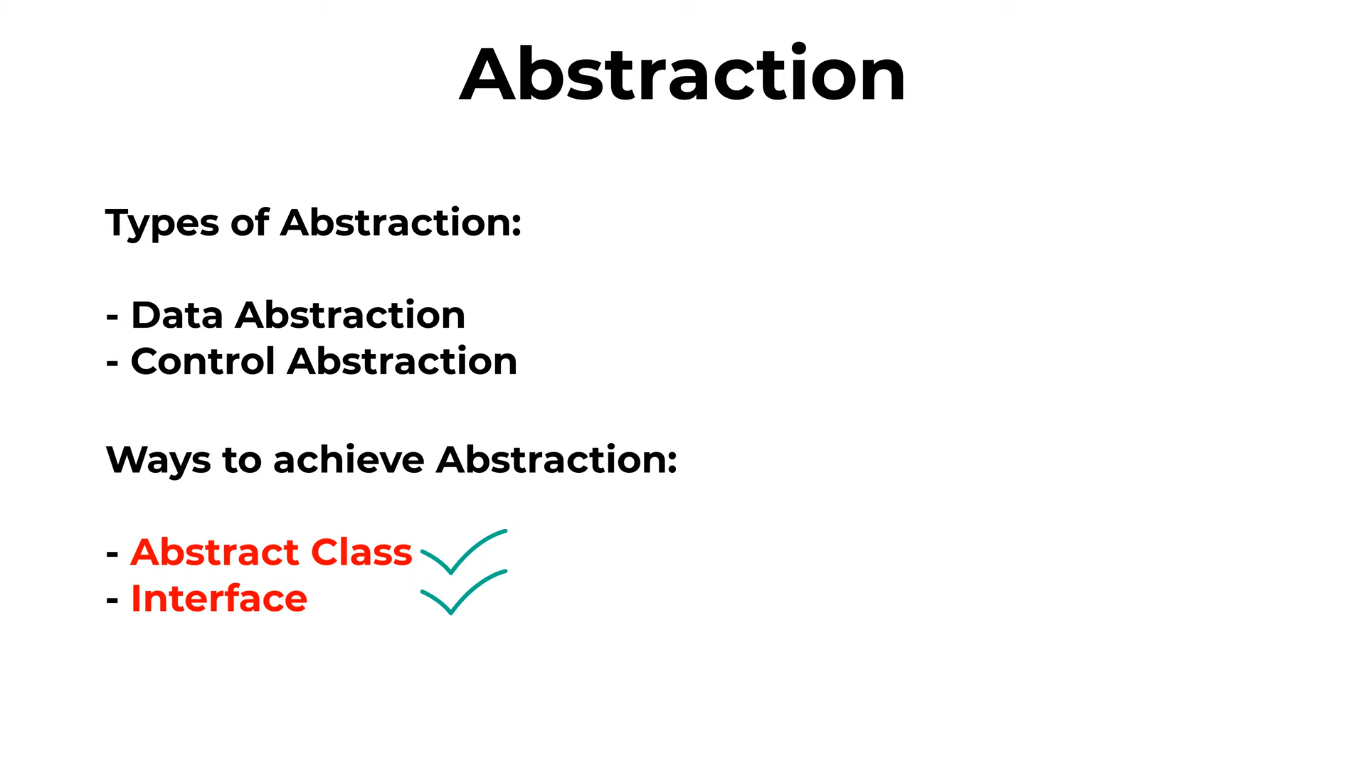 Abstraction
Types of Abstraction:
- Data Abstraction
- Control Abstraction
Ways to achieve Abstraction:
- Abstract Class
- Interface